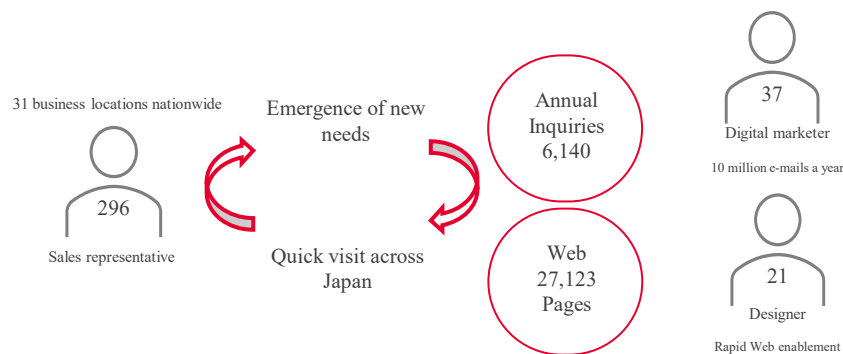 31 business locations nationwide
296
Sales representative
Emergence of new
needs
Quick visit across
Japan
Annual
Inquiries
6,140
Web
27,123
Pages
37
Digital marketer
10 million e-mails a year
21
Designer
Rapid Web enablement